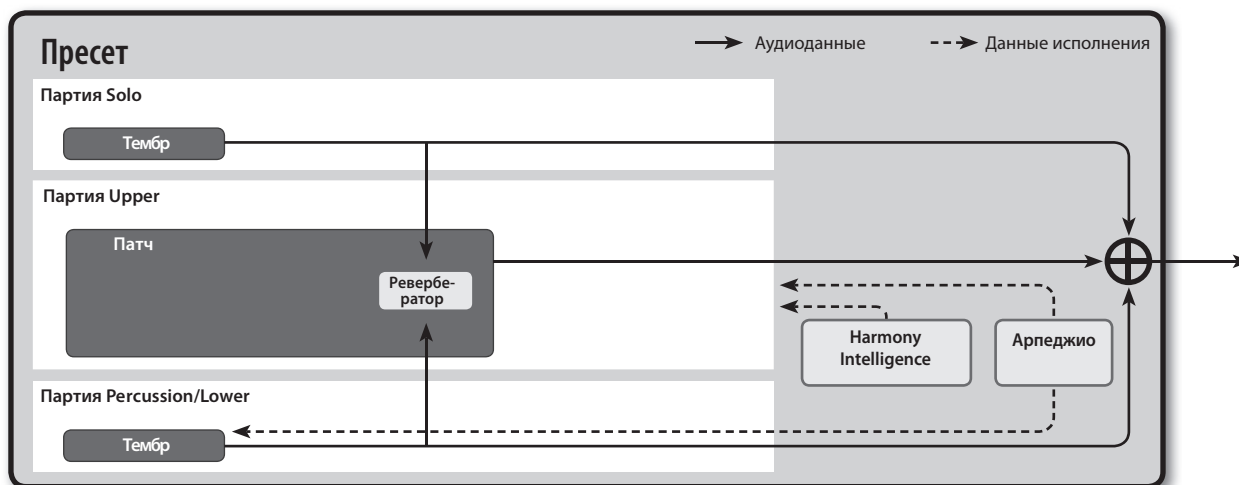 Пресет
Аудиоданные
Данные исполнения
Партия Solo
Тембр
Партия Upper
Патч
Ревербе-
ратор
Harmony
Intelligence
Арпеджио
Партия Percussion/Lower
Тембр